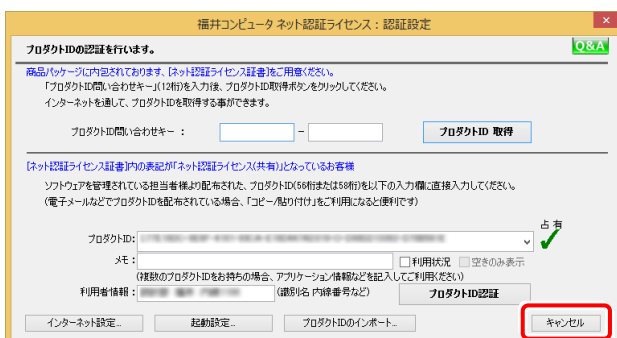 福井コンピュータ ネット認証ライセンス：認証設定
プロダクトIDの認証を行います。
Q&A
商品パッケージに内包されております、[ネット認証ライセンス証書]をご用意ください。
「プロダクトID問い合わせキー」(12桁)を入力後、プロダクトID取得ボタンをクリックしてください。
インターネットを通して、プロダクトIDを取得する事ができます。
プロダクトID問い合わせキー ：
－
プロダクトID 取得
[ネット認証ライセンス証書]内の表記が「ネット認証ライセンス(共有)」となっているお客様
ソフトウェアを管理されている担当者様より配布された、プロダクトID(56桁または58桁)を以下の入力欄に直接入力してください。
(電子メールなどでプロダクトIDを配布されている場合、「コピー/貼り付け」をご利用になると便利です)
占有
プロダクトID:
メモ：
利用状況 空きのみ表示
(複数のプロダクトIDをお持ちの場合、アプリケーション情報などを記入してご利用ください)
利用者情報：
(識別名 内線番号など)
プロダクトID認証
インターネット設定...
起動設定...
プロダクトIDのインポート...
キャンセル